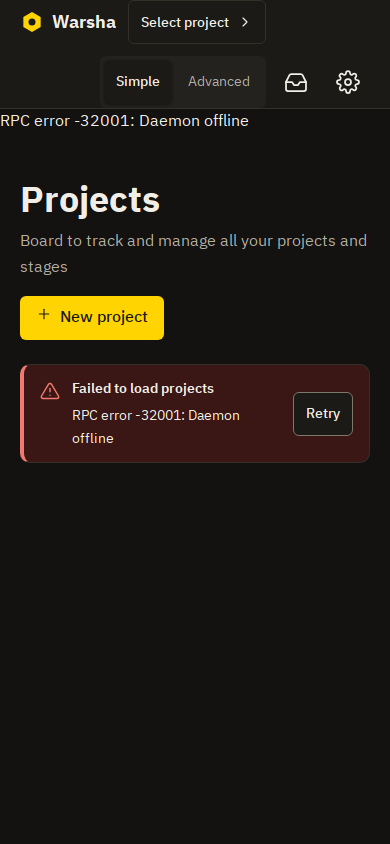 Warsha
Select project
Simple
Advanced
RPC error -32001: Daemon offline
Projects
Board to track and manage all your projects and
stages
New project
Failed to load projects
RPC error -32001: Daemon
offline
Retry